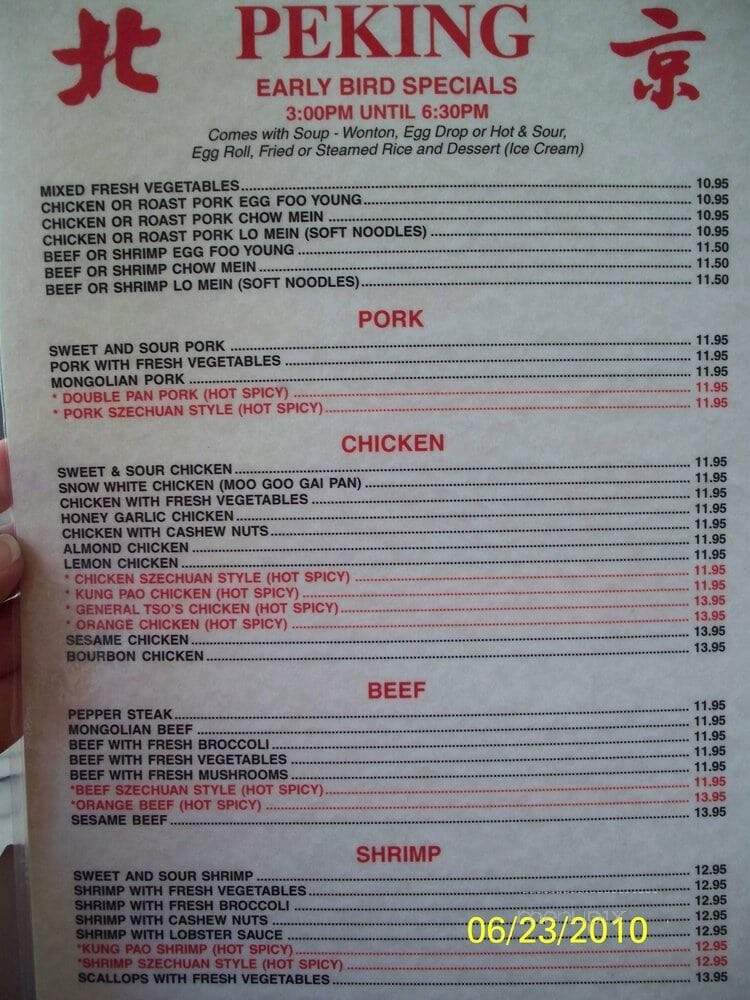 北 PEKING 京
EARLY BIRD SPECIALS
3:00PM UNTIL 6:30PM
Comes with Soup - Wonton, Egg Drop or Hot & Sour,
Egg Roll, Fried or Steamed Rice and Dessert (Ice Cream)
MIXED FRESH VEGETABLES 10.95
CHICKEN OR ROAST PORK EGG FOO YOUNG 10.95
CHICKEN OR ROAST PORK CHOW MEIN 10.95
CHICKEN OR ROAST PORK LO MEIN (SOFT NOODLES) 10.95
BEEF OR SHRIMP EGG FOO YOUNG 11.50
BEEF OR SHRIMP CHOW MEIN 11.50
BEEF OR SHRIMP LO MEIN (SOFT NOODLES) 11.50
PORK
SWEET AND SOUR PORK 11.95
PORK WITH FRESH VEGETABLES 11.95
MONGOLIAN PORK 11.95
* DOUBLE PAN PORK (HOT SPICY) 11.95
* PORK SZECHUAN STYLE (HOT SPICY) 11.95
CHICKEN
SWEET & SOUR CHICKEN 11.95
SNOW WHITE CHICKEN (MOO GOO GAI PAN) 11.95
CHICKEN WITH FRESH VEGETABLES 11.95
HONEY GARLIC CHICKEN 11.95
CHICKEN WITH CASHEW NUTS 11.95
ALMOND CHICKEN 11.95
LEMON CHICKEN 11.95
* CHICKEN SZECHUAN STYLE (HOT SPICY) 11.95
* KUNG PAO CHICKEN (HOT SPICY) 11.95
* GENERAL TSO'S CHICKEN (HOT SPICY) 13.95
* ORANGE CHICKEN (HOT SPICY) 13.95
SESAME CHICKEN 13.95
BOURBON CHICKEN 13.95
BEEF
PEPPER STEAK 11.95
MONGOLIAN BEEF 11.95
BEEF WITH FRESH BROCCOLI 11.95
BEEF WITH FRESH VEGETABLES 11.95
BEEF WITH FRESH MUSHROOMS 11.95
*BEEF SZECHUAN STYLE (HOT SPICY) 11.95
*ORANGE BEEF (HOT SPICY) 13.95
SESAME BEEF 13.95
SHRIMP
SWEET AND SOUR SHRIMP 12.95
SHRIMP WITH FRESH VEGETABLES 12.95
SHRIMP WITH FRESH BROCCOLI 12.95
SHRIMP WITH CASHEW NUTS 12.95
SHRIMP WITH LOBSTER SAUCE 12.95
*KUNG PAO SHRIMP (HOT SPICY) 12.95
*SHRIMP SZECHUAN STYLE (HOT SPICY) 12.95
SCALLOPS WITH FRESH VEGETABLES 13.95
06/23/2010